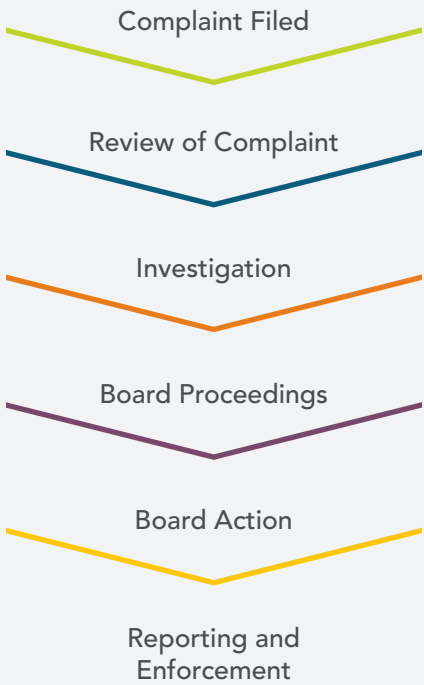 Complaint Filed
Review of Complaint
Investigation
Board Proceedings
Board Action
Reporting and
Enforcement